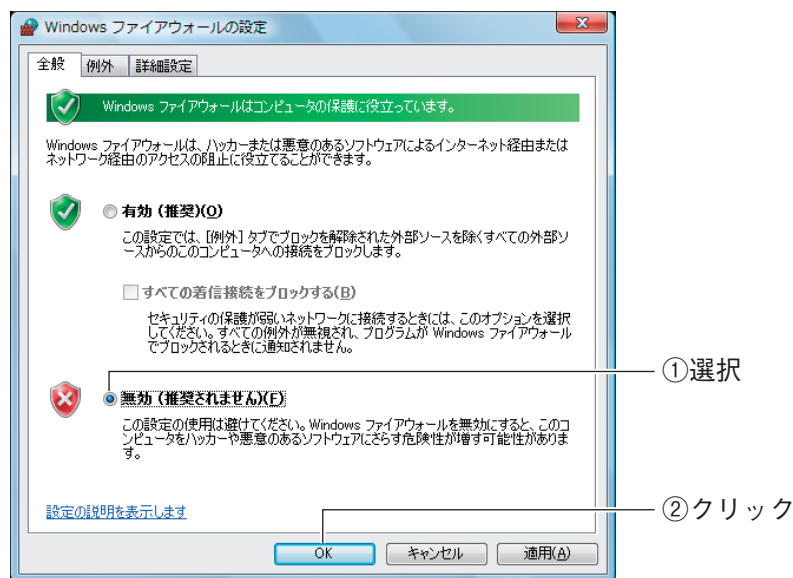 Windows ファイアウォールの設定
全般 例外 詳細設定
Windows ファイアウォールはコンピュータの保護に役立っています。
Windows ファイアウォールは、ハッカーまたは悪意のあるソフトウェアによるインターネット経由または
ネットワーク経由のアクセスの阻止に役立てることができます。
有効 (推奨)(O)
この設定では、[例外] タブでブロックを解除された外部ソースを除くすべての外部ソ
ースからのこのコンピュータへの接続をブロックします。
すべての着信接続をブロックする(B)
セキュリティの保護が弱いネットワークに接続するときには、このオプションを選択
してください。すべての例外が無視され、プログラムが Windows ファイアウォール
でブロックされるときに通知されません。
①選択
無効 (推奨されません)(F)
この設定の使用は避けてください。Windows ファイアウォールを無効にすると、このコ
ンピュータをハッカーや悪意のあるソフトウェアにさらす危険性が増す可能性がありま
す。
設定の説明を表示します
②クリック
OK キャンセル 適用(A)